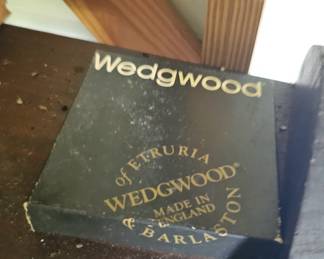 Wedgwood
of ETRURIA
WEDGWOOD®
MADE IN
ENGLAND
& BARLASTON